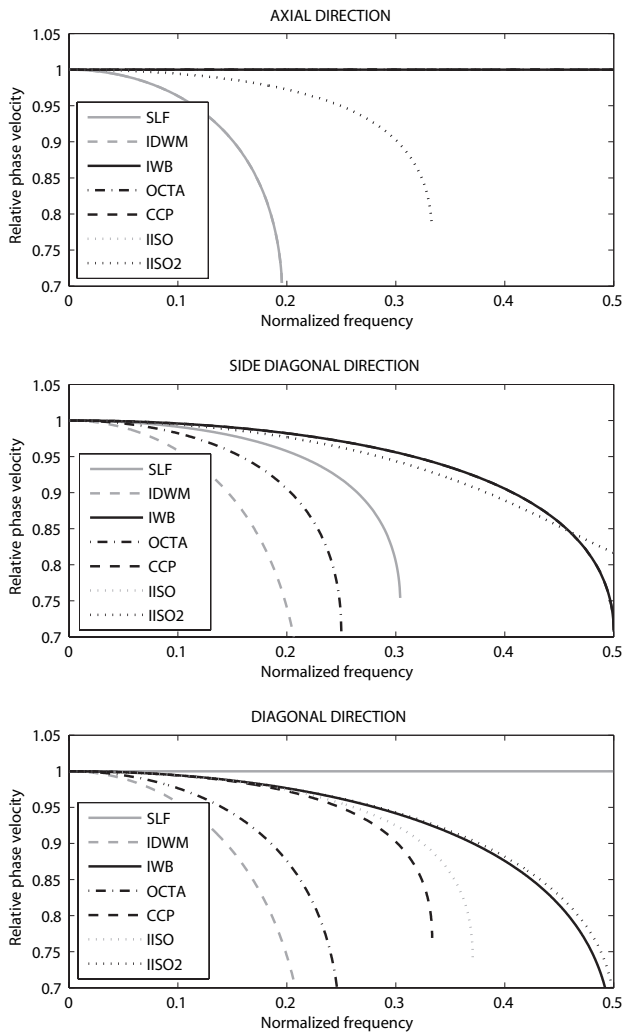 AXIAL DIRECTION
1.05
1
0.95
0.9
0.85
0.8
0.75
0.7
Relative phase velocity
SLF
IDWM
IWB
OCTA
CCP
IISO
IISO2
0 0.1 0.2 0.3 0.4 0.5
Normalized frequency
SIDE DIAGONAL DIRECTION
1.05
1
0.95
0.9
0.85
0.8
0.75
0.7
Relative phase velocity
SLF
IDWM
IWB
OCTA
CCP
IISO
IISO2
0 0.1 0.2 0.3 0.4 0.5
Normalized frequency
DIAGONAL DIRECTION
1.05
1
0.95
0.9
0.85
0.8
0.75
0.7
Relative phase velocity
SLF
IDWM
IWB
OCTA
CCP
IISO
IISO2
0 0.1 0.2 0.3 0.4 0.5
Normalized frequency